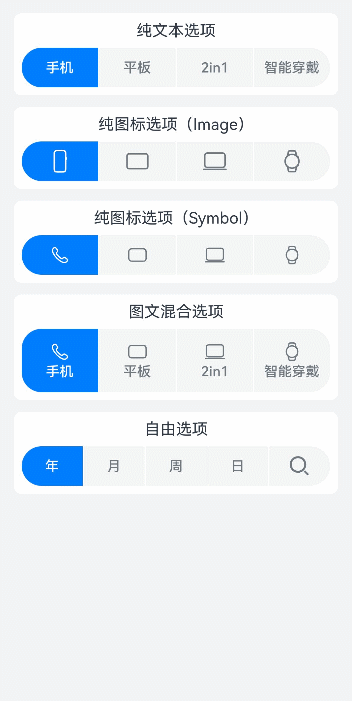 纯文本选项
手机 平板 2in1 智能穿戴
纯图标选项（Image）
纯图标选项（Symbol）
图文混合选项
手机 平板 2in1 智能穿戴
自由选项
年 月 周 日